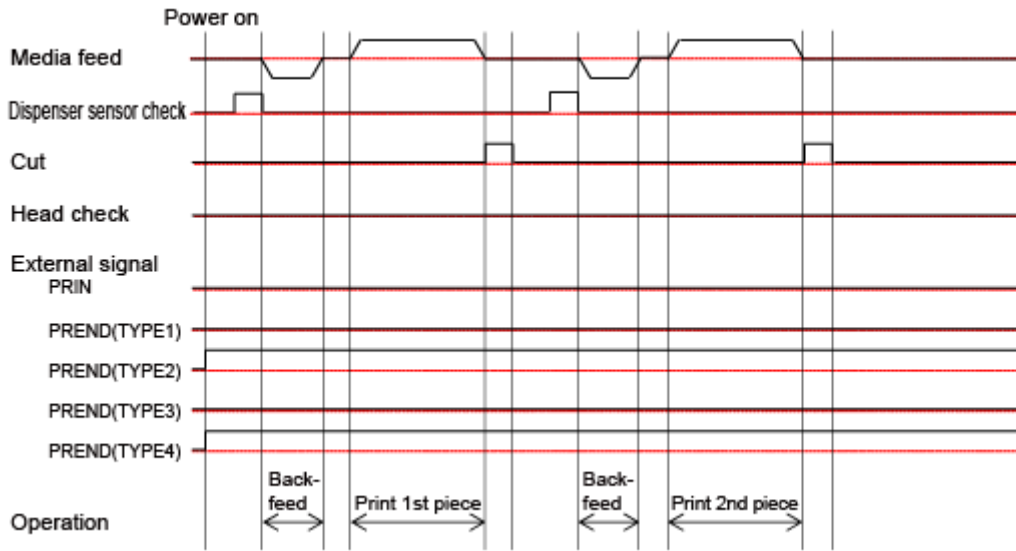 Power on
Media feed
Dispenser sensor check
Cut
Head check
External signal
PRIN
PREND(TYPE1)
PREND(TYPE2)
PREND(TYPE3)
PREND(TYPE4)
Operation
Back-
feed
Print 1st piece
Back-
feed
Print 2nd piece